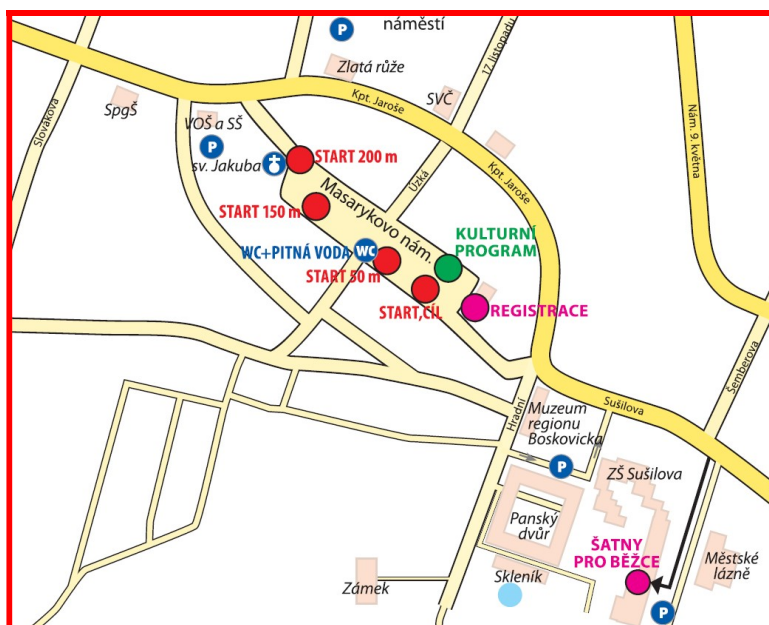 P
náměstí
Zlatá růže
17. listopadu
SVČ
Kpt. Jaroše
Slovákova
SpgŠ
VOŠ a SŠ
P
sv. Jakuba
START 200 m
Nám. 9. května
Kpt. Jaroše
Úzká
Masarykovo nám.
START 150 m
KULTURNÍ
PROGRAM
WC+PITNÁ VODA
WC
START 50 m
START,CÍL
REGISTRACE
Šemberova
Hradní
Sušilova
Muzeum
regionu
Boskovicka
P
ZŠ Sušilova
Panský
dvůr
ŠATNY
PRO BĚŽCE
Městské
lázně
Skleník
Zámek
P